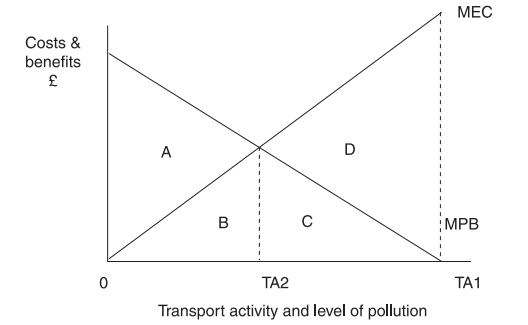 MEC
Costs &
benefits
£
A
D
B
C
MPB
0
TA2
TA1
Transport activity and level of pollution